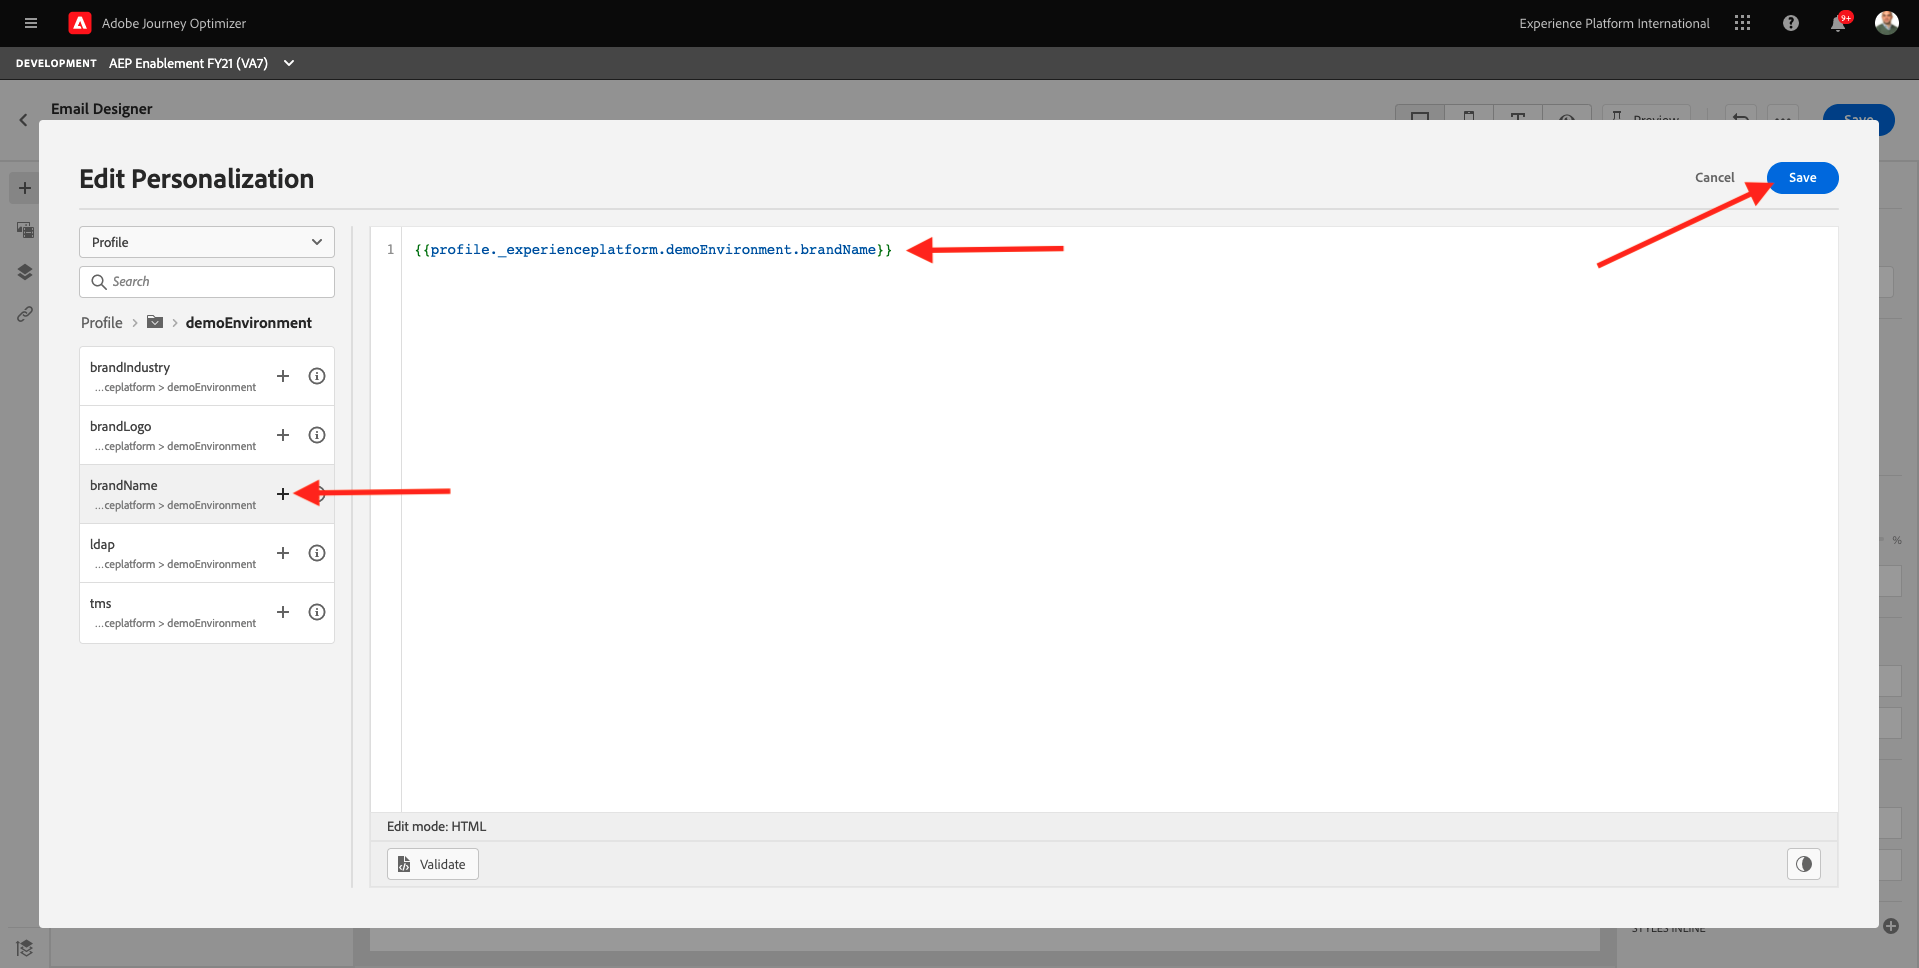 Adobe Journey Optimizer
Experience Platform International
9+
DEVELOPMENT AEP Enablement FY21 (VA7)
Email Designer
Preview
Save
Edit Personalization
Cancel
Save
Profile
Search
Profile > demoEnvironment
brandIndustry
...ceplatform > demoEnvironment
brandLogo
...ceplatform > demoEnvironment
brandName
...ceplatform > demoEnvironment
ldap
...ceplatform > demoEnvironment
tms
...ceplatform > demoEnvironment
1 {{profile._experienceplatform.demoEnvironment.brandName}}
%
Edit mode: HTML
Validate
STYLES INLINE